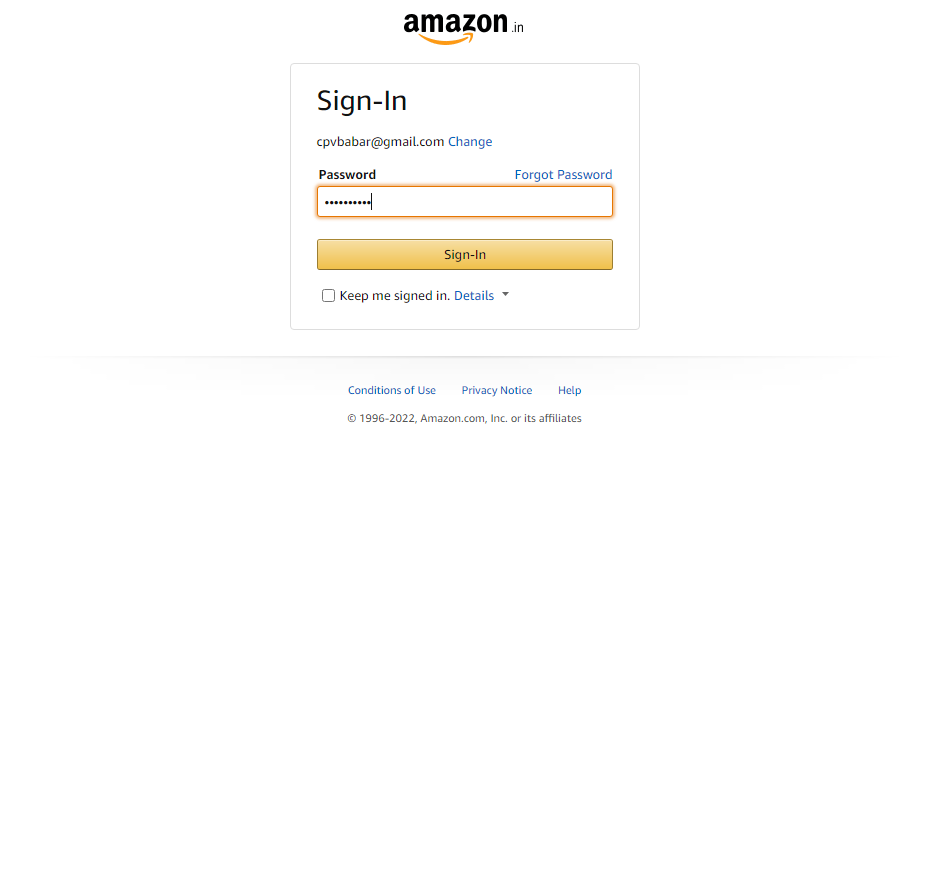 amazon.in
Sign-In
cpvbabar@gmail.com Change
Password Forgot Password
••••••••••
Sign-In
Keep me signed in. Details
Conditions of Use Privacy Notice Help
© 1996-2022, Amazon.com, Inc. or its affiliates